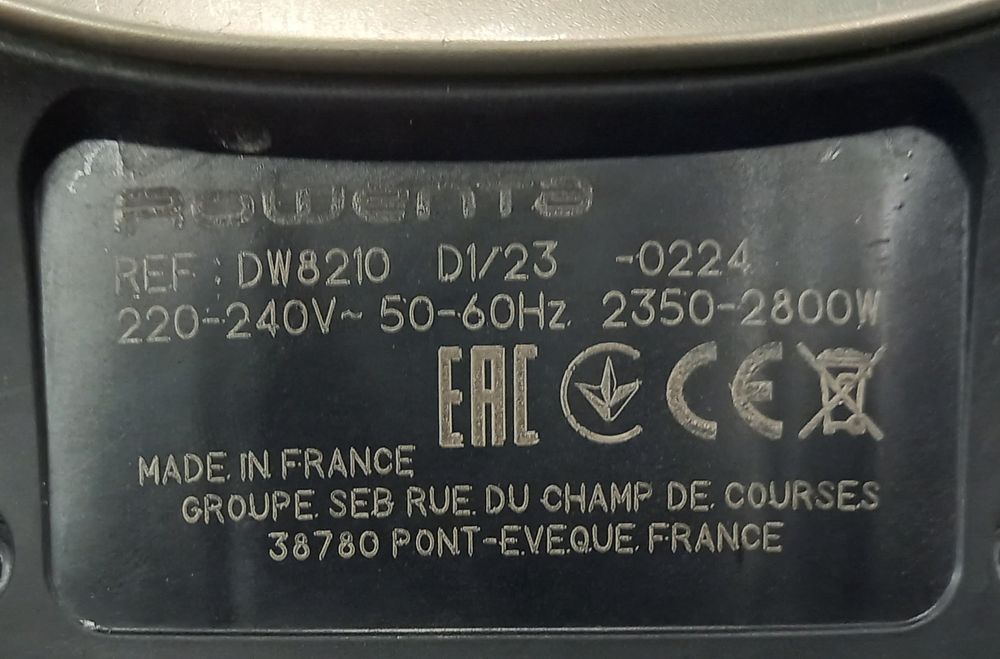 Rowenta
REF : DW8210 D1/23 -0224
220-240V~ 50-60Hz 2350-2800W
EAC CE
MADE IN FRANCE
GROUPE SEB RUE DU CHAMP DE COURSES
38780 PONT-EVEQUE FRANCE